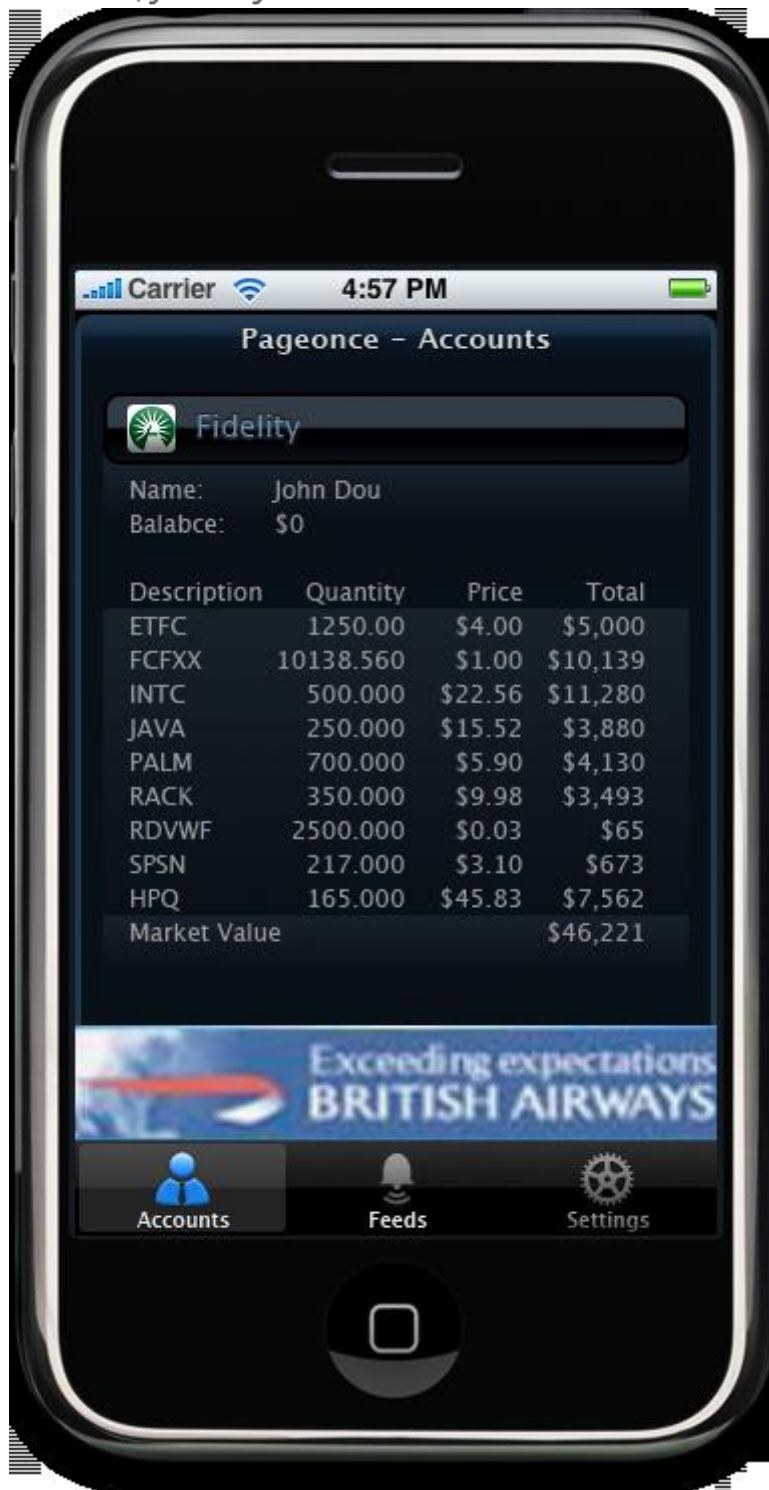 Carrier 4:57 PM
Pageonce – Accounts
Fidelity
Name: John Dou
Balabce: $0
Description Quantity Price Total
ETFC 1250.00 $4.00 $5,000
FCFXX 10138.560 $1.00 $10,139
INTC 500.000 $22.56 $11,280
JAVA 250.000 $15.52 $3,880
PALM 700.000 $5.90 $4,130
RACK 350.000 $9.98 $3,493
RDVWF 2500.000 $0.03 $65
SPSN 217.000 $3.10 $673
HPQ 165.000 $45.83 $7,562
Market Value $46,221
Exceeding expectations
BRITISH AIRWAYS
Accounts Feeds Settings